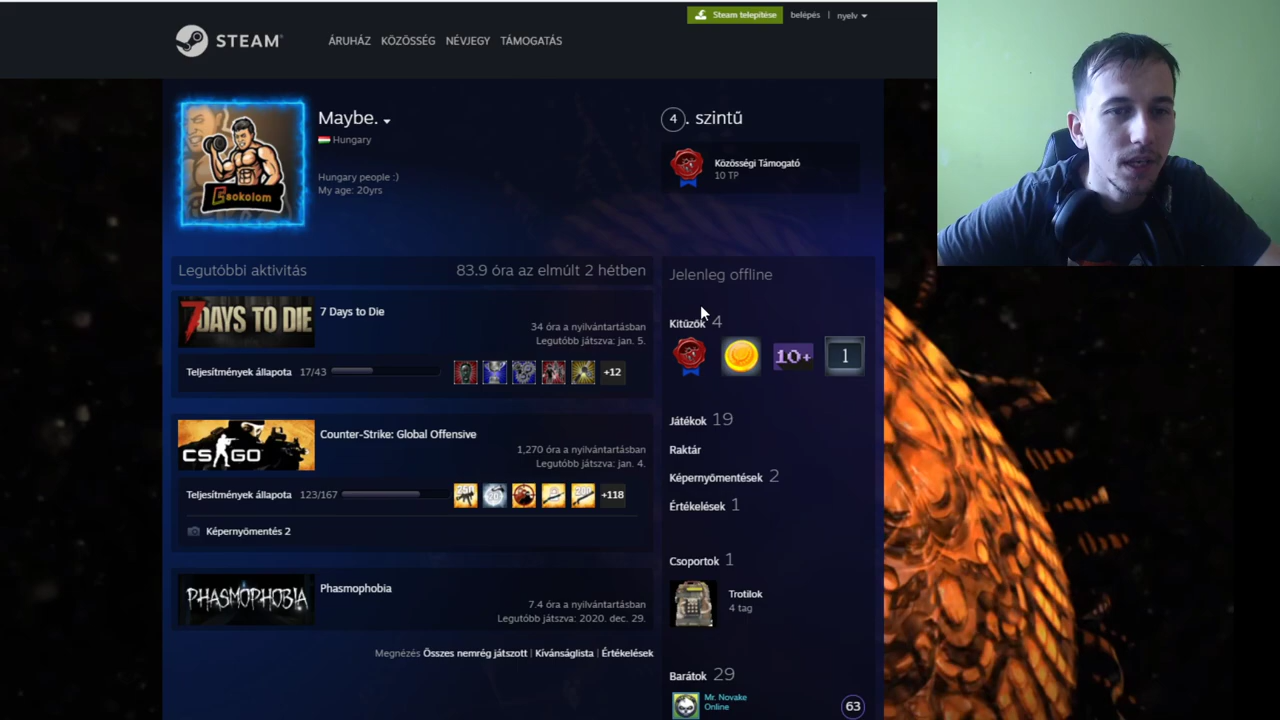 Steam telepítése
belépés | nyelv
STEAM
ÁRUHÁZ KÖZÖSSÉG NÉVJEGY TÁMOGATÁS
Csokolom
Maybe.
Hungary
Hungary people :)
My age: 20yrs
4. szintű
Közösségi Támogató
10 TP
Legutóbbi aktivitás 83.9 óra az elmúlt 2 hétben
7 DAYS TO DIE
7 Days to Die
34 óra a nyilvántartásban
Legutóbb játszva: jan. 5.
Teljesítmények állapota 17/43 +12
CS GO
Counter-Strike: Global Offensive
1,270 óra a nyilvántartásban
Legutóbb játszva: jan. 4.
Teljesítmények állapota 123/167 +118
Képernyőmentés 2
PHASMOPHOBIA
Phasmophobia
7.4 óra a nyilvántartásban
Legutóbb játszva: 2020. dec. 29.
Megnézés Összes nemrég játszott | Kívánságlista | Értékelések
Jelenleg offline
Kitűzők 4
10+ 1
Játékok 19
Raktár
Képernyőmentések 2
Értékelések 1
Csoportok 1
Trotilok
4 tag
Barátok 29
Mr. Novake
Online
63